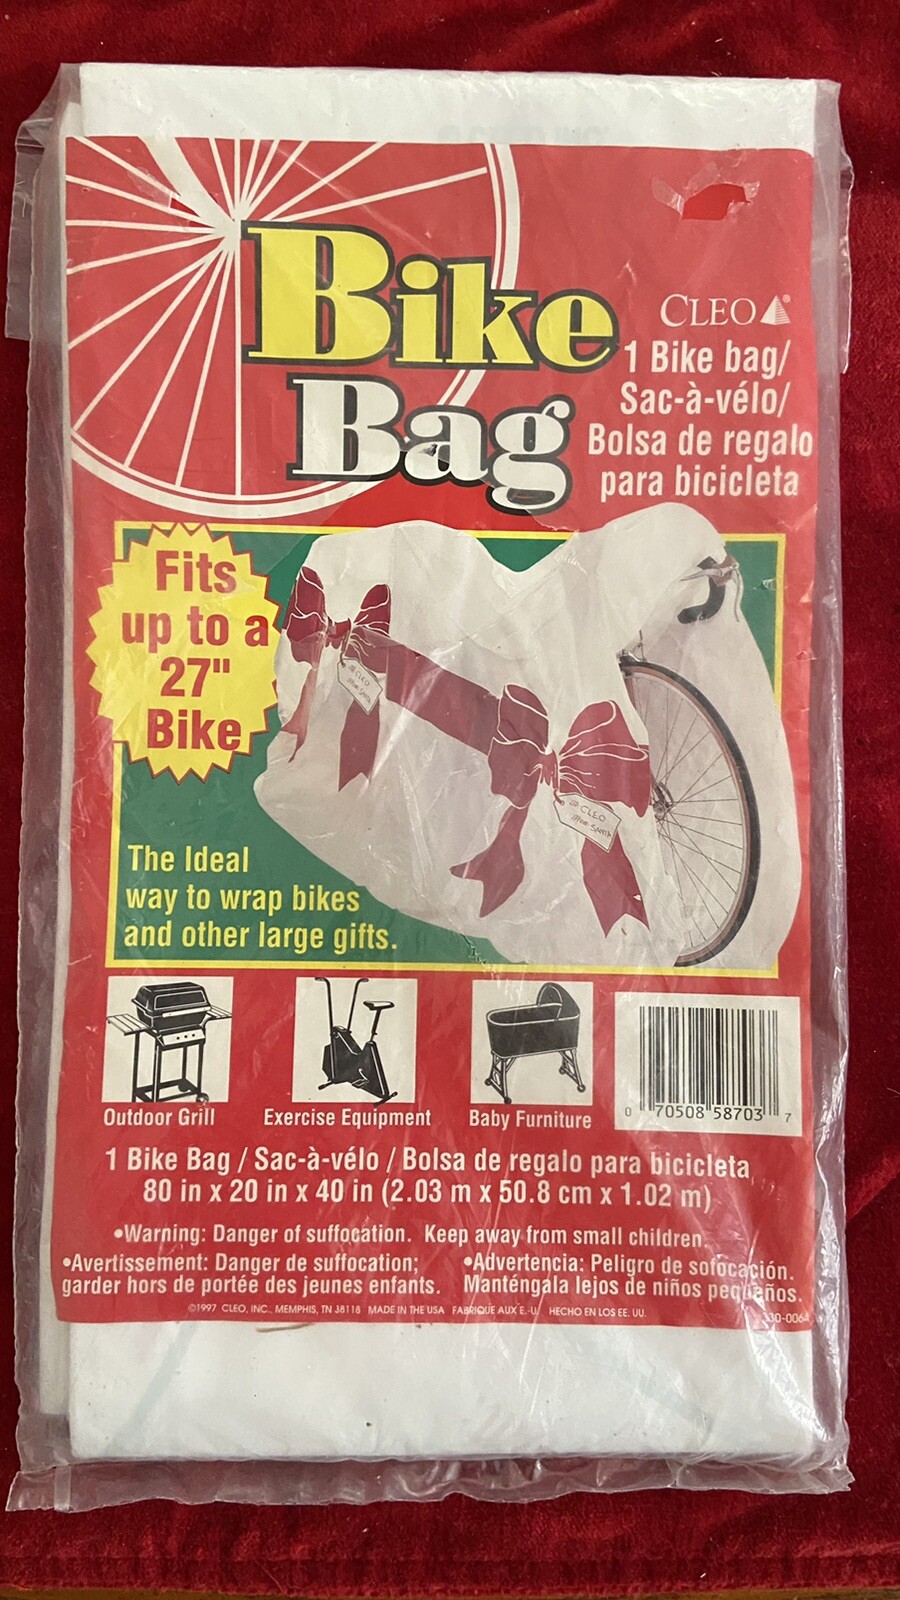 Bike
Bag
CLEO
1 Bike bag/
Sac-à-vélo/
Bolsa de regalo
para bicicleta
Fits
up to a
27"
Bike
CLEO
CLEO
The Ideal
way to wrap bikes
and other large gifts.
Outdoor Grill
Exercise Equipment
Baby Furniture
0 70508 58703 7
1 Bike Bag / Sac-à-vélo / Bolsa de regalo para bicicleta
80 in x 20 in x 40 in (2.03 m x 50.8 cm x 1.02 m)
•Warning: Danger of suffocation. Keep away from small children.
•Avertissement: Danger de suffocation;
garder hors de portée des jeunes enfants.
•Advertencia: Peligro de sofocación.
Manténgala lejos de niños pequeños.
©1997 CLEO, INC., MEMPHIS, TN 38118 MADE IN THE USA FABRIQUÉ AUX É.-U. HECHO EN LOS EE. UU.